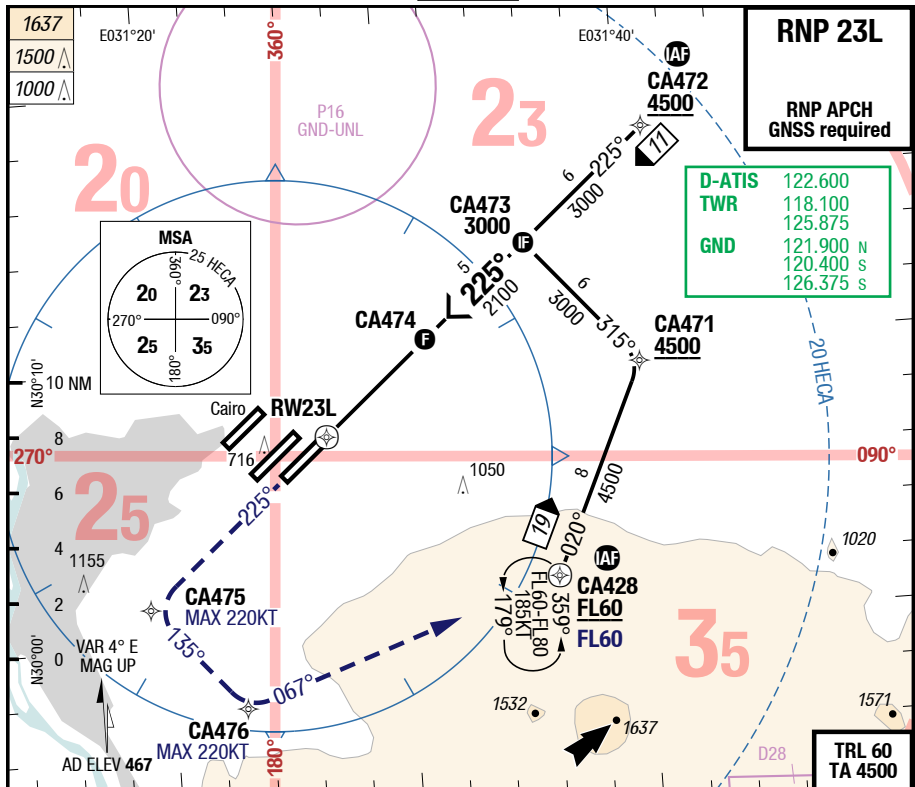 1637
1500
1000
E031°20'
360°
E031°40'
IAF
CA472
4500
RNP 23L
RNP APCH
GNSS required
P16
GND-UNL
23
20
11
225°
6
3000
D-ATIS 122.600
TWR 118.100
125.875
GND 121.900 N
120.400 S
126.375 S
CA473
3000
IF
MSA
25 HECA
360°
20 23
270° 090°
25 35
180°
5
225°
2100
6
3000
315°
CA471
4500
CA474
F
20 HECA
N30°10'
10 NM
8
6
4
2
0
N30°00'
Cairo
RW23L
716
270°
090°
1050
8
4500
25
225°
19
020°
1020
1155
IAF
CA428
FL60
FL60
359°
FL60-FL80
185KT
179°
CA475
MAX 220KT
135°
35
VAR 4° E
MAG UP
067°
CA476
MAX 220KT
1532
1637
1571
AD ELEV 467
180°
D28
TRL 60
TA 4500